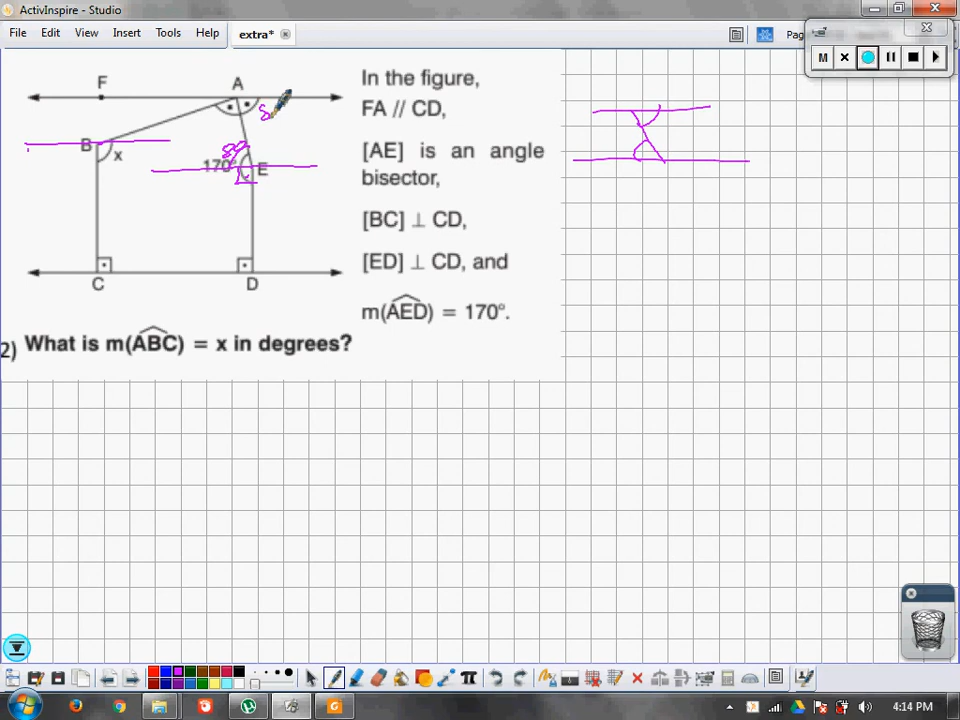 ActivInspire - Studio
File Edit View Insert Tools Help extra*
M
F A
In the figure,
FA // CD,
B x
80
170° E
[AE] is an angle
bisector,
[BC] ⊥ CD,
[ED] ⊥ CD, and
C D
m(AED) = 170°.
2) What is m(ABC) = x in degrees?
4:14 PM